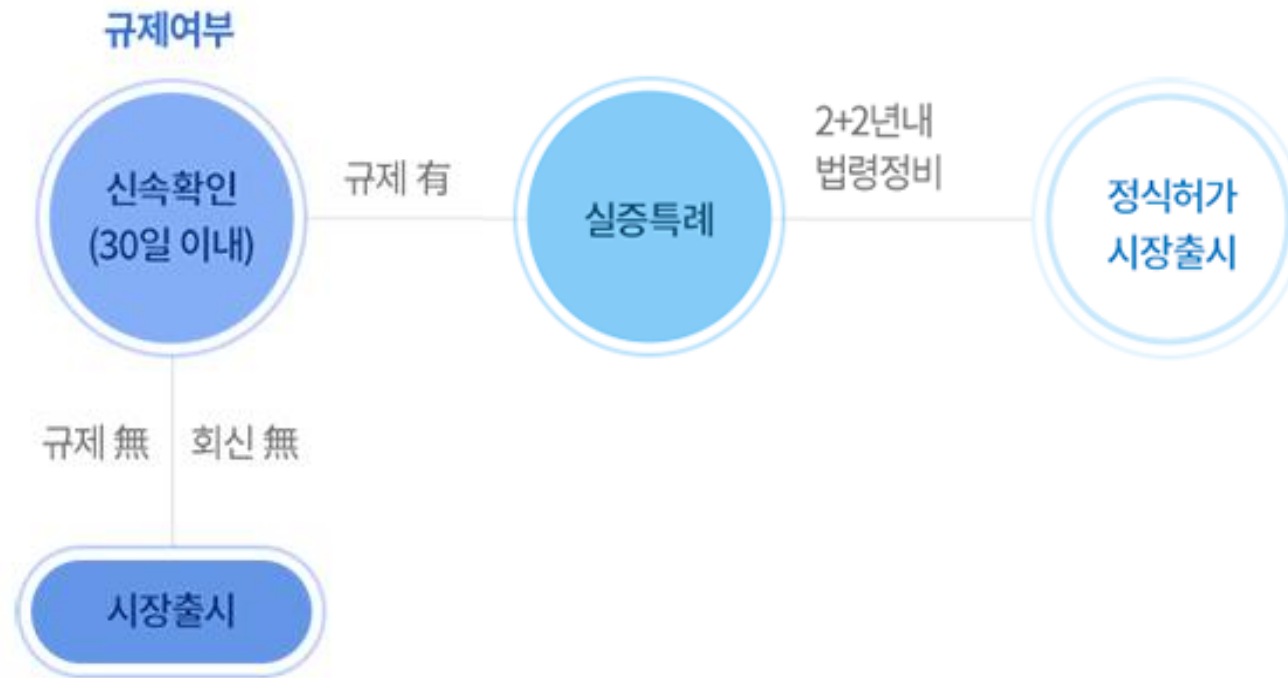 규제여부
신속확인
(30일 이내)
규제 有
실증특례
2+2년내
법령정비
정식허가
시장출시
규제 無
회신 無
시장출시